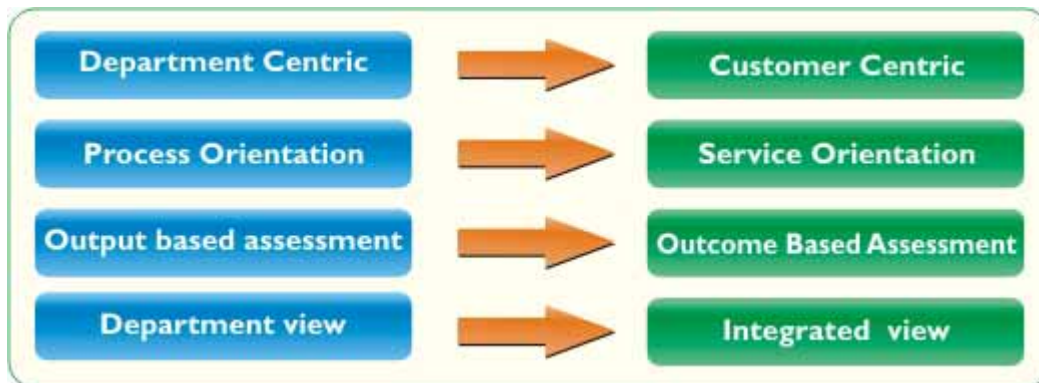 Department Centric
Customer Centric
Process Orientation
Service Orientation
Output based assessment
Outcome Based Assessment
Department view
Integrated view